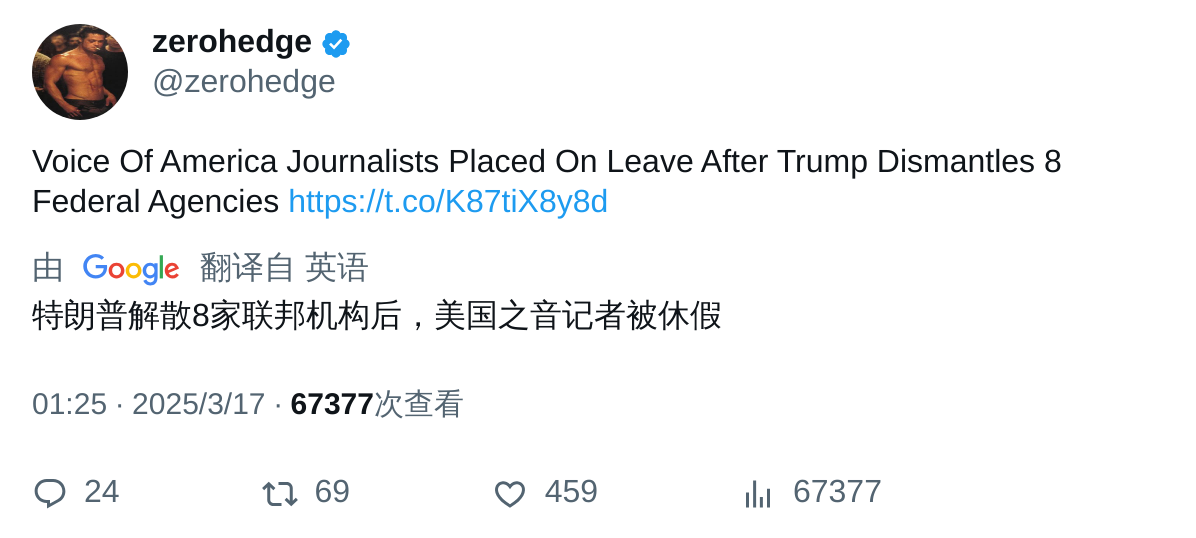 zerohedge
@zerohedge
Voice Of America Journalists Placed On Leave After Trump Dismantles 8
Federal Agencies https://t.co/K87tiX8y8d
由 Google 翻译自 英语
特朗普解散8家联邦机构后，美国之音记者被休假
01:25 · 2025/3/17 · 67377次查看
24 69 459 67377